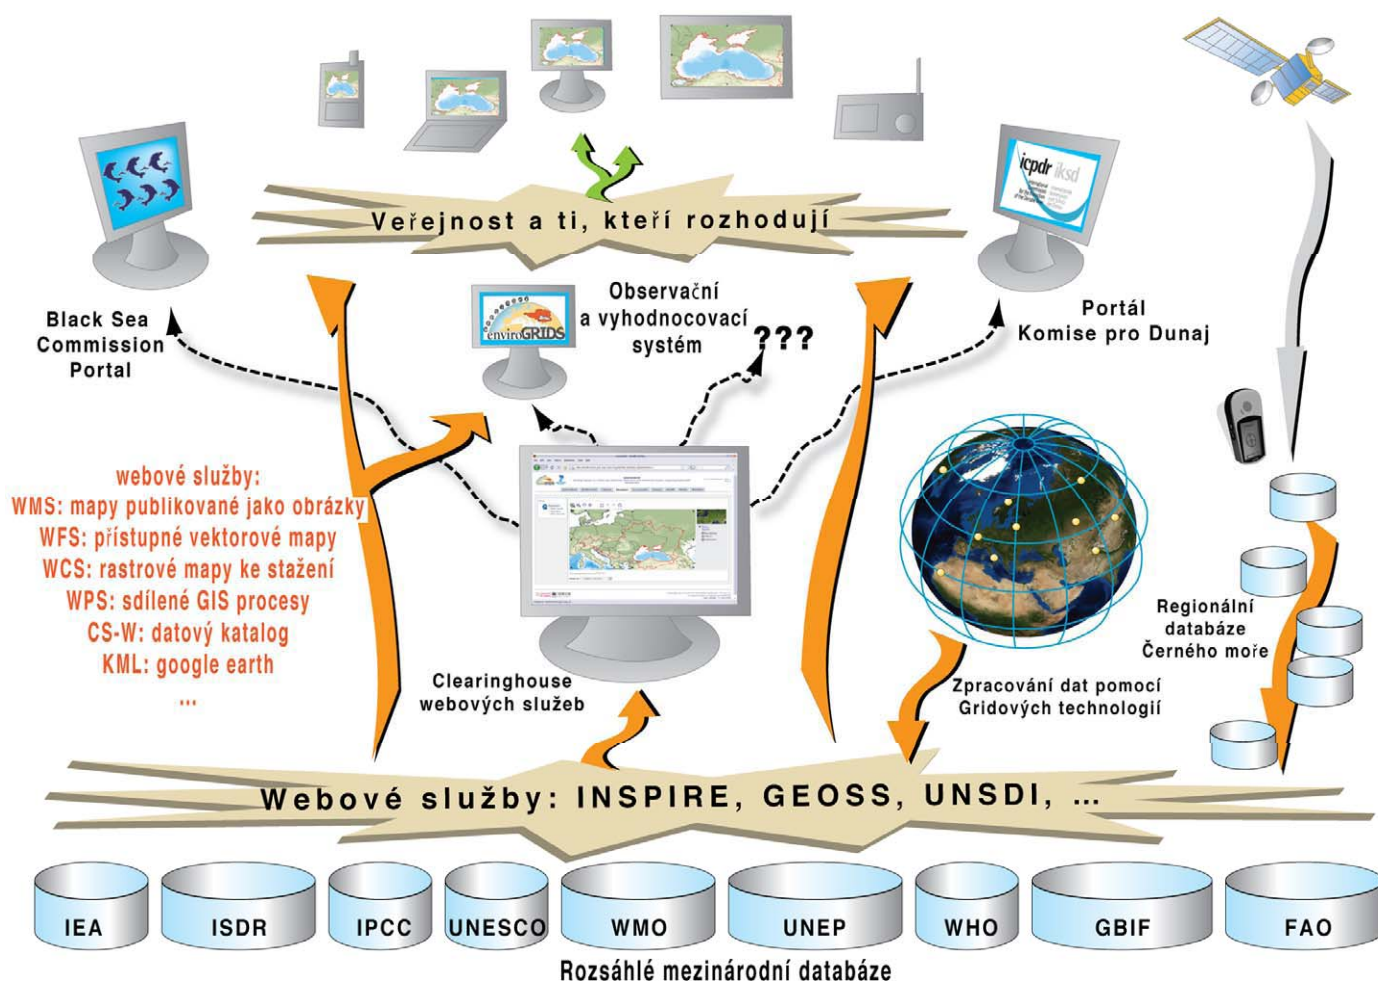 icpdr iksd
Veřejnost a ti, kteří rozhodují
Black Sea
Commission
Portal
enviroGRIDS
Observační
a vyhodnocovací
systém
???
Portál
Komise pro Dunaj
webové služby:
WMS: mapy publikované jako obrázky
WFS: přístupné vektorové mapy
WCS: rastrové mapy ke stažení
WPS: sdílené GIS procesy
CS-W: datový katalog
KML: google earth
...
Clearinghouse
webových služeb
Regionální
databáze
Černého moře
Zpracování dat pomocí
Gridových technologií
Webové služby: INSPIRE, GEOSS, UNSDI, ...
IEA
ISDR
IPCC
UNESCO
WMO
UNEP
WHO
GBIF
FAO
Rozsáhlé mezinárodní databáze